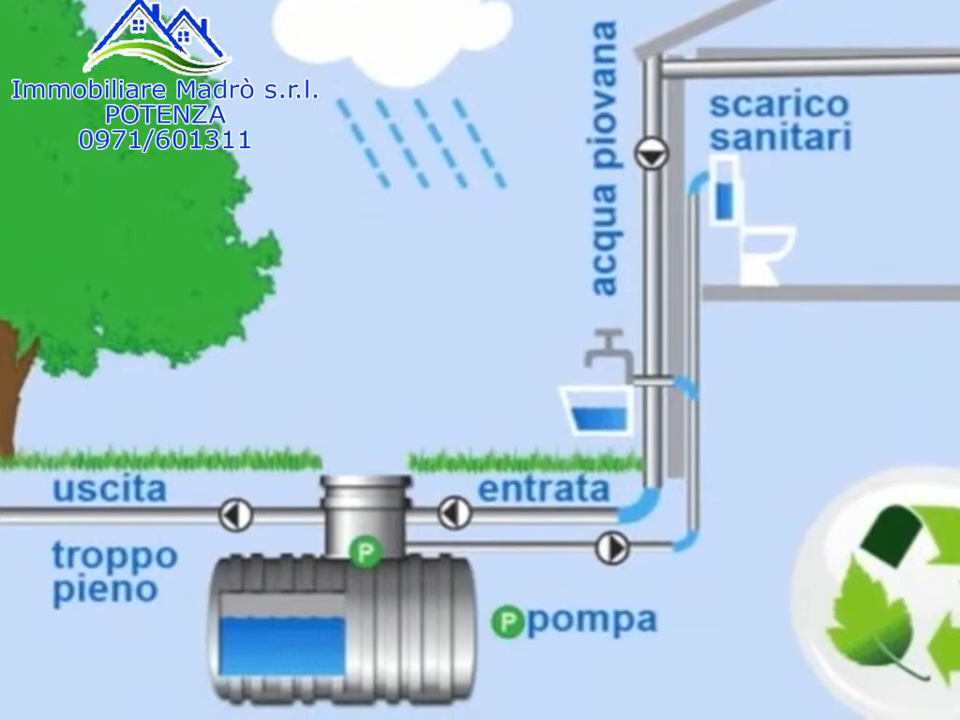 Immobiliare Madrò s.r.l.
POTENZA
0971/601311
acqua piovana
scarico
sanitari
uscita
entrata
troppo
pieno
P
P pompa